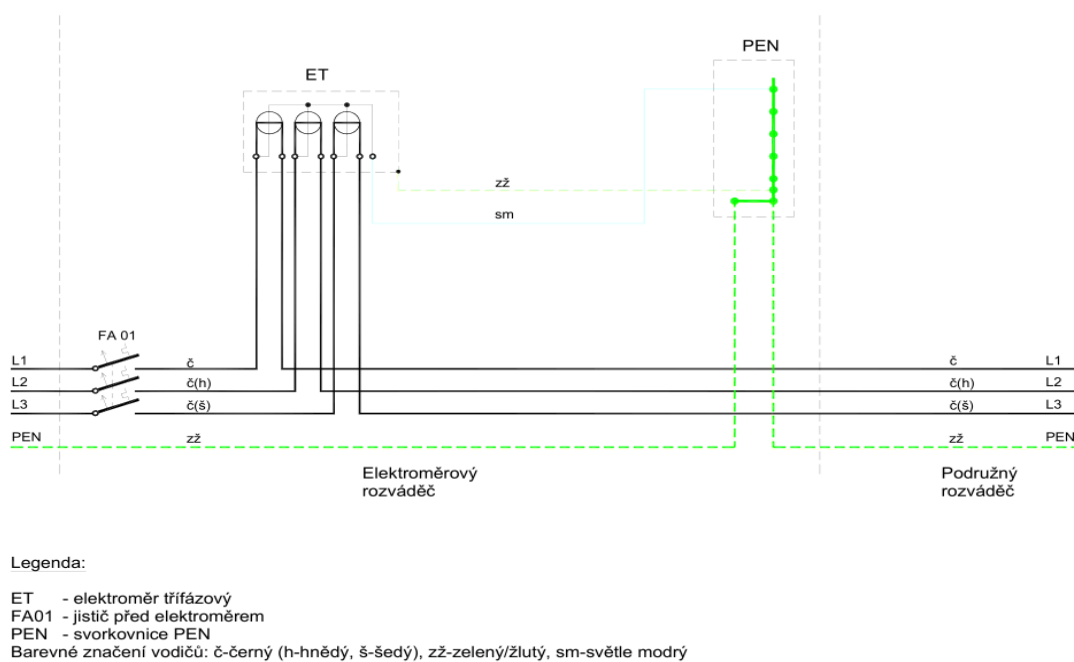 PEN
ET
zž
sm
FA 01
L1 č č L1
L2 č(h) č(h) L2
L3 č(š) č(š) L3
PEN zž zž PEN
Elektroměrový
rozváděč
Podružný
rozváděč
Legenda:
ET - elektroměr třífázový
FA01 - jistič před elektroměrem
PEN - svorkovnice PEN
Barevné značení vodičů: č-černý (h-hnědý, š-šedý), zž-zelený/žlutý, sm-světle modrý